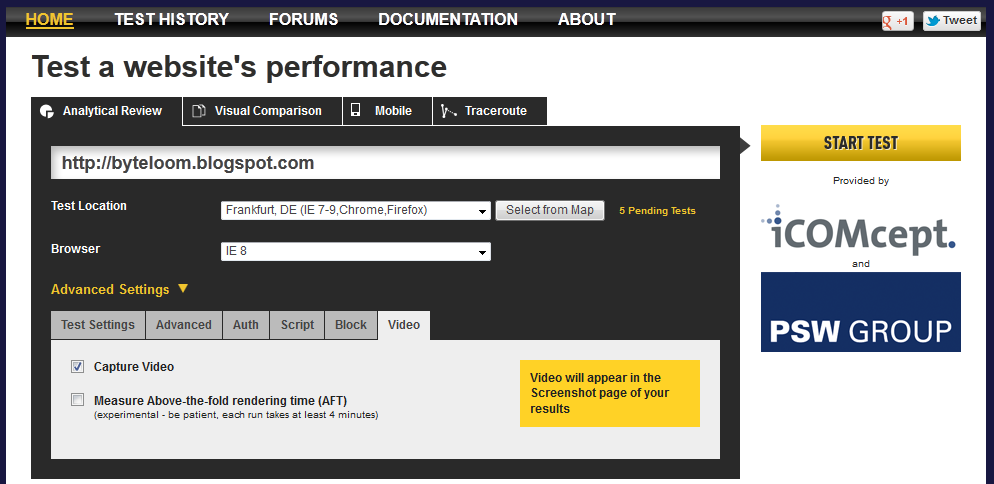 HOME TEST HISTORY FORUMS DOCUMENTATION ABOUT
g +1 Tweet
Test a website's performance
Analytical Review Visual Comparison Mobile Traceroute
http://byteloom.blogspot.com
START TEST
Provided by
Test Location Frankfurt, DE (IE 7-9,Chrome,Firefox) Select from Map 5 Pending Tests
iCOMcept.
Browser IE 8
and
Advanced Settings
PSW GROUP
Test Settings Advanced Auth Script Block Video
Capture Video
Measure Above-the-fold rendering time (AFT)
(experimental - be patient, each run takes at least 4 minutes)
Video will appear in the
Screenshot page of your
results